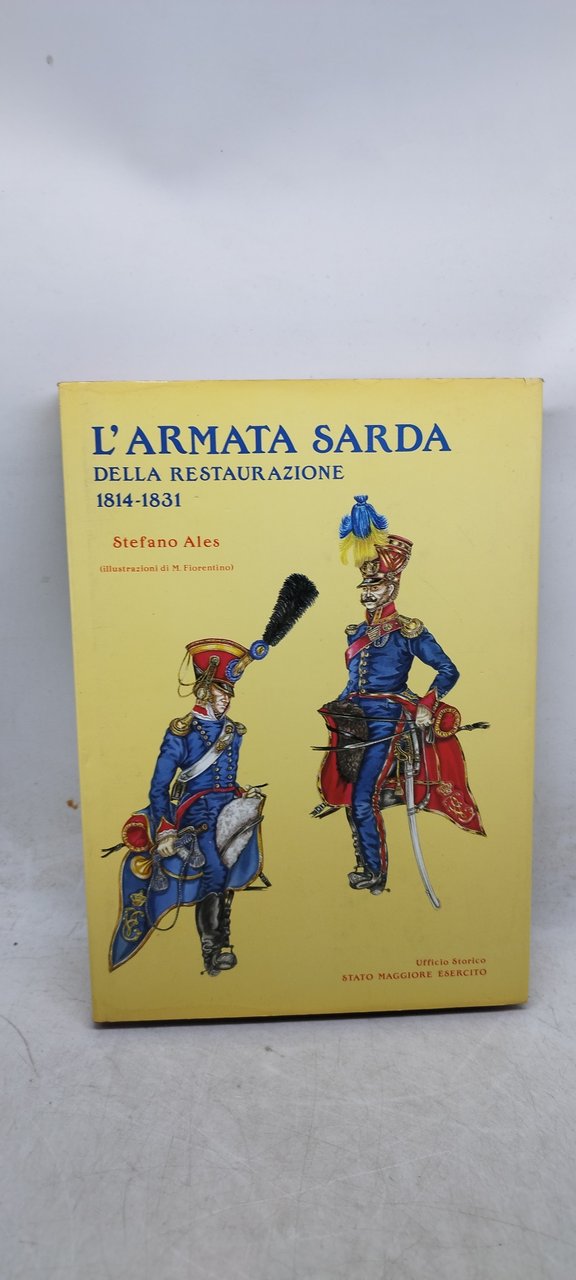 L'ARMATA SARDA
DELLA RESTAURAZIONE
1814-1831
Stefano Ales
(illustrazioni di M. Fiorentino)
Ufficio Storico
STATO MAGGIORE ESERCITO